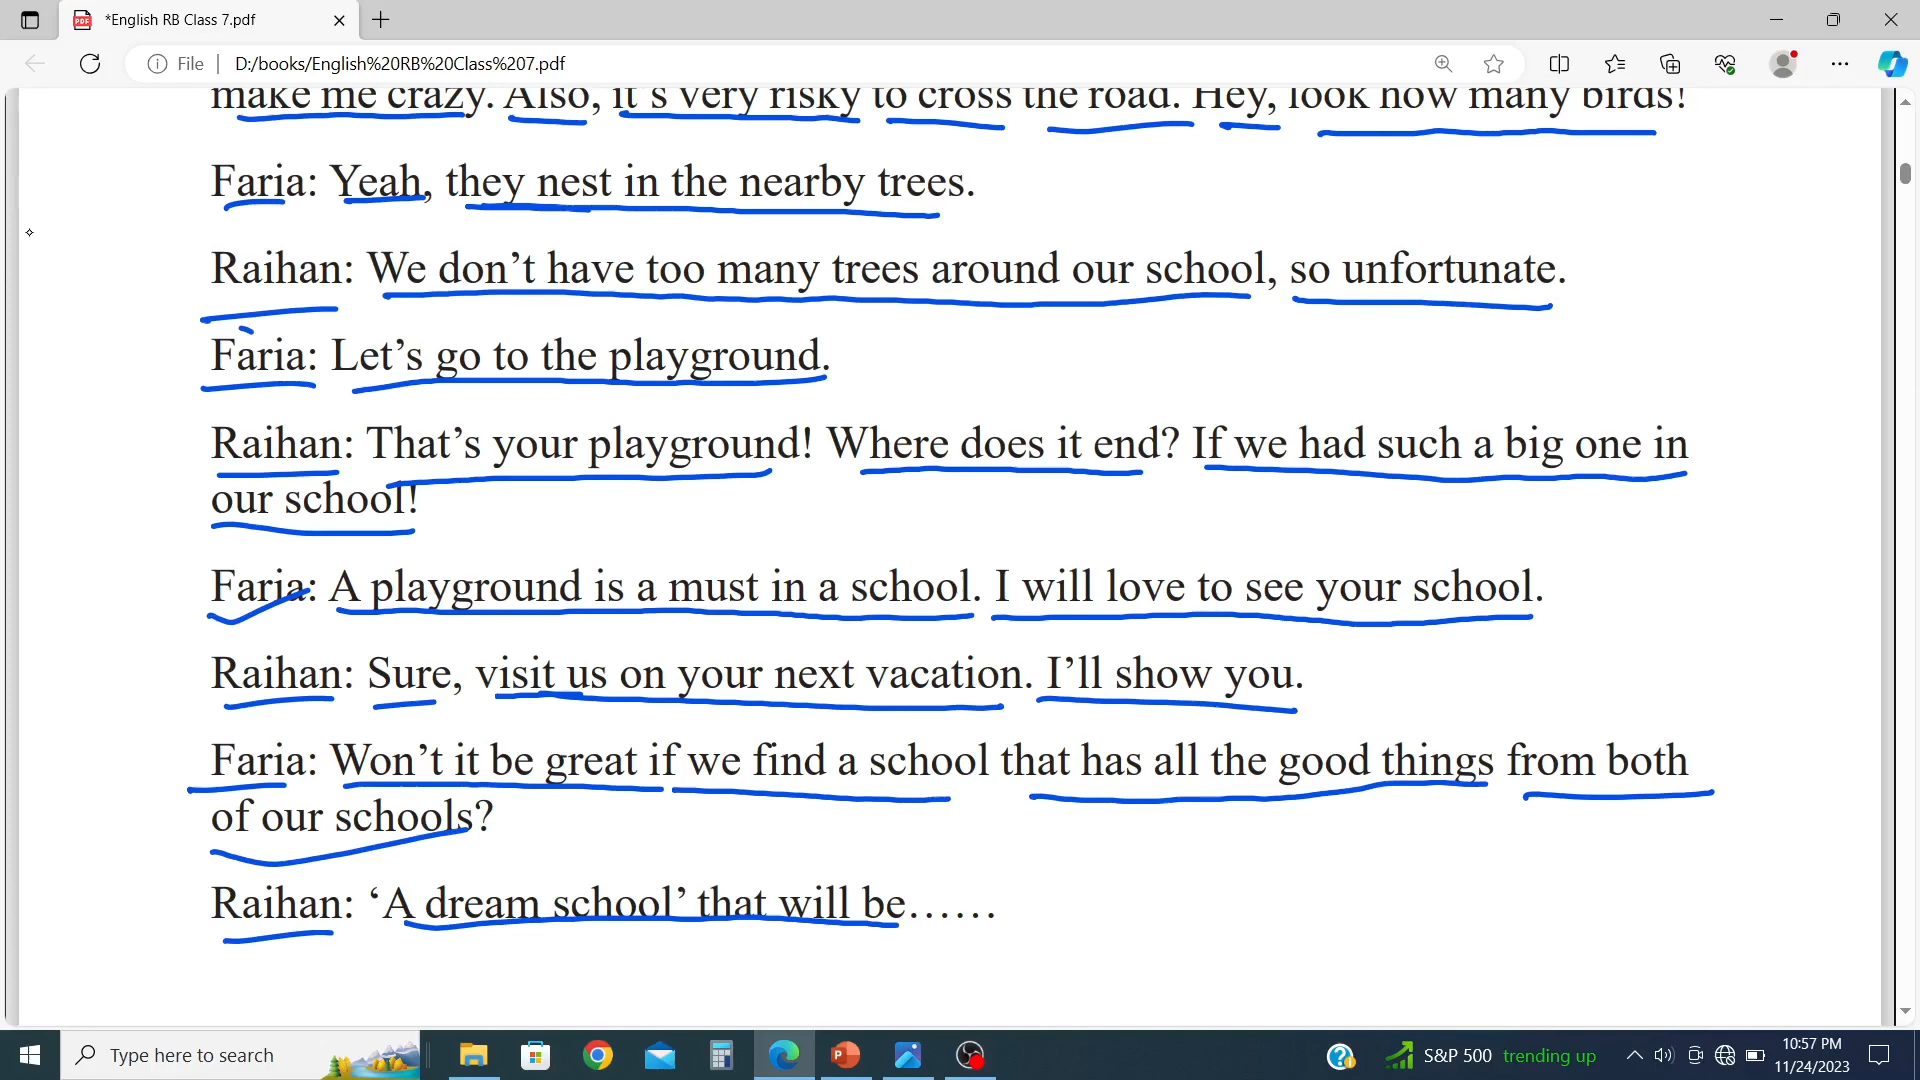 *English RB Class 7.pdf
File | D:/books/English%20RB%20Class%207.pdf
make me crazy. Also, it's very risky to cross the road. Hey, look how many birds!
Faria: Yeah, they nest in the nearby trees.
Raihan: We don't have too many trees around our school, so unfortunate.
Faria: Let's go to the playground.
Raihan: That's your playground! Where does it end? If we had such a big one in
our school!
Faria: A playground is a must in a school. I will love to see your school.
Raihan: Sure, visit us on your next vacation. I'll show you.
Faria: Won't it be great if we find a school that has all the good things from both
of our schools?
Raihan: ‘A dream school’ that will be……
Type here to search
S&P 500 trending up
10:57 PM
11/24/2023